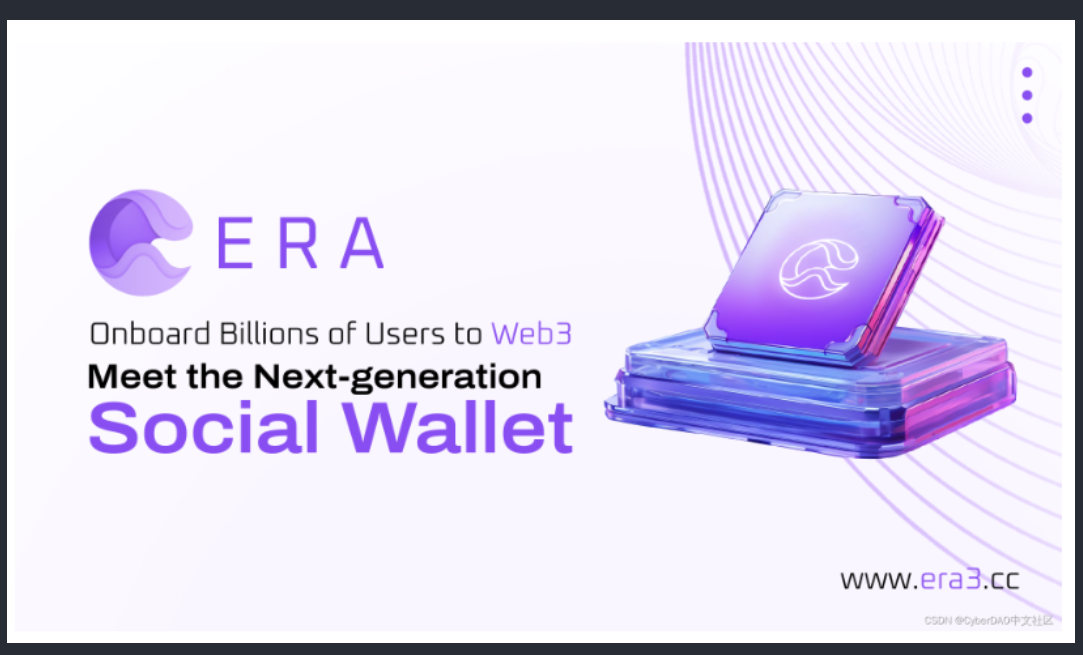 ERA
Onboard Billions of Users to Web3
Meet the Next-generation
Social Wallet
www.era3.cc
CSDN @CyberDAO中文社区